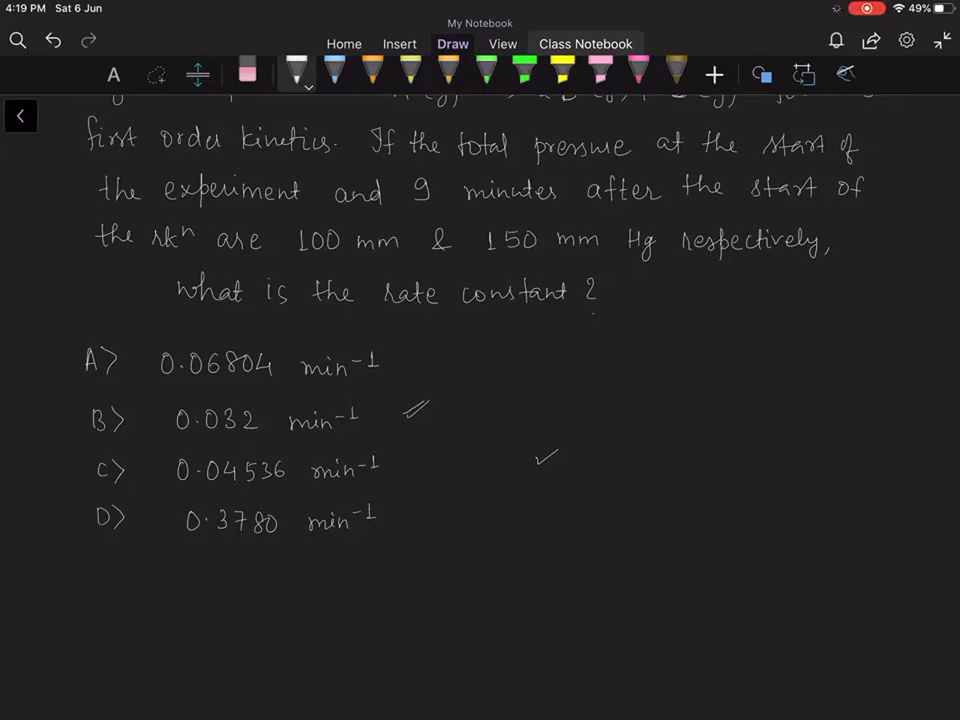 4:19 PM Sat 6 Jun
49%
My Notebook
Home Insert Draw View Class Notebook
A
first order kinetics. If the total pressure at the start of
the experiment and 9 minutes after the start of
the rkⁿ are 100 mm & 150 mm Hg respectively,
what is the rate constant?
A> 0.06804 min⁻¹
B> 0.032 min⁻¹
C> 0.04536 min⁻¹
D> 0.3780 min⁻¹